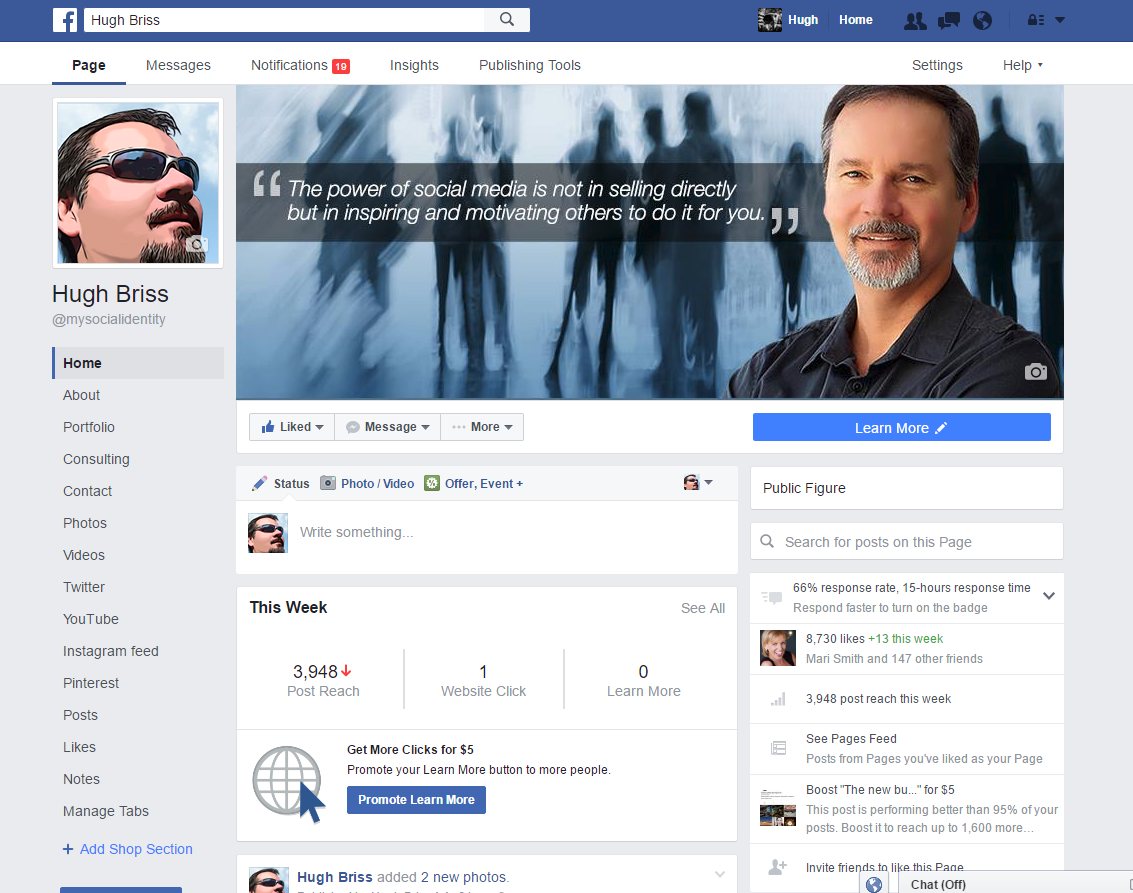 f
Hugh Briss
Hugh
Home
Page
Messages
Notifications 19
Insights
Publishing Tools
Settings
Help
“ The power of social media is not in selling directly
but in inspiring and motivating others to do it for you. ”
Hugh Briss
@mysocialidentity
Home
About
Portfolio
Consulting
Contact
Photos
Videos
Twitter
YouTube
Instagram feed
Pinterest
Posts
Likes
Notes
Manage Tabs
+ Add Shop Section
Liked
Message
··· More
Learn More
Status
Photo / Video
Offer, Event +
Write something...
This Week
See All
3,948
Post Reach
1
Website Click
0
Learn More
Get More Clicks for $5
Promote your Learn More button to more people.
Promote Learn More
Hugh Briss added 2 new photos.
Public Figure
Search for posts on this Page
66% response rate, 15-hours response time
Respond faster to turn on the badge
8,730 likes +13 this week
Mari Smith and 147 other friends
3,948 post reach this week
See Pages Feed
Posts from Pages you've liked as your Page
Boost "The new bu..." for $5
This post is performing better than 95% of your
posts. Boost it to reach up to 1,600 more…
Invite friends to like this Page
Chat (Off)